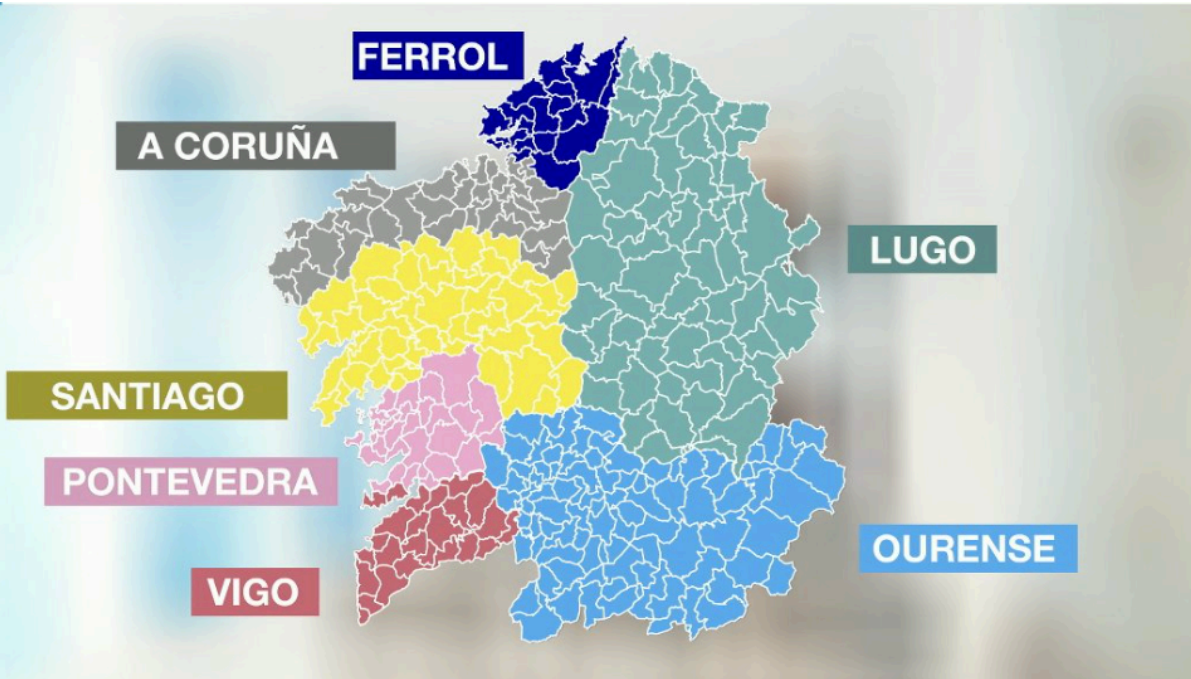 FERROL
A CORUÑA
LUGO
SANTIAGO
PONTEVEDRA
OURENSE
VIGO